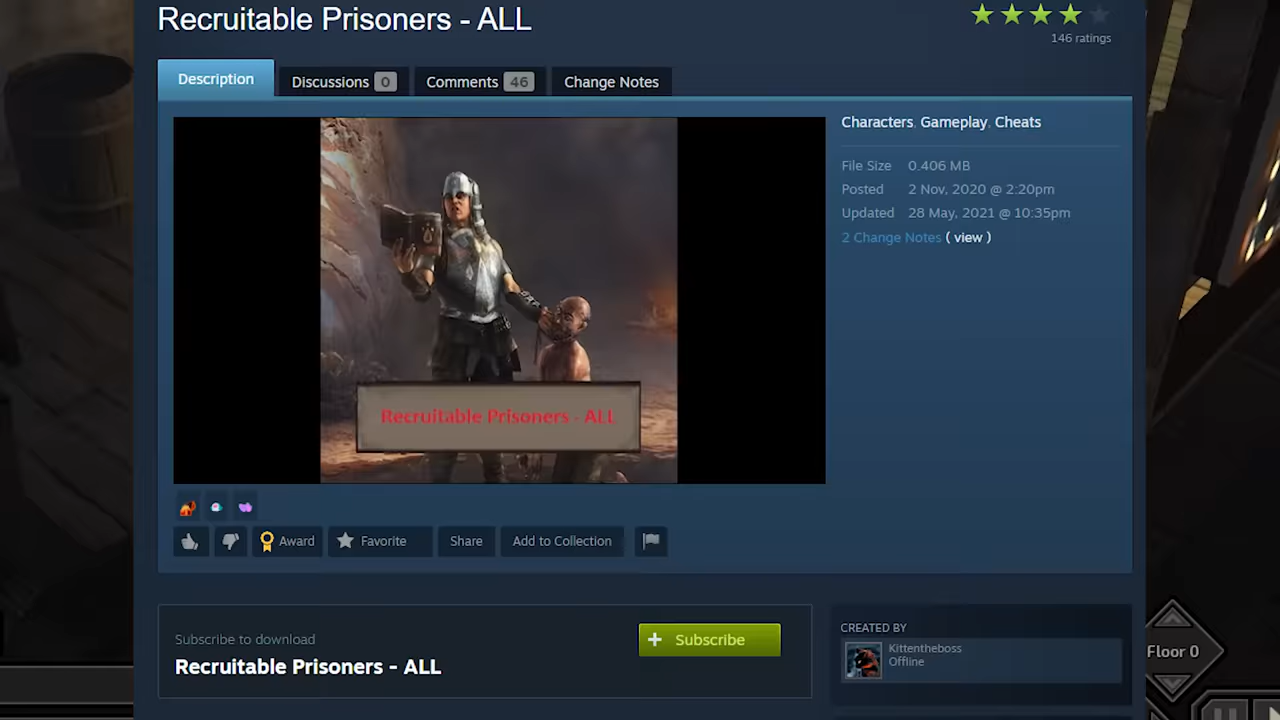 Recruitable Prisoners - ALL
146 ratings
Description
Discussions 0
Comments 46
Change Notes
Characters, Gameplay, Cheats
File Size 0.406 MB
Posted 2 Nov, 2020 @ 2:20pm
Updated 28 May, 2021 @ 10:35pm
2 Change Notes ( view )
Recruitable Prisoners - ALL
Award
Favorite
Share
Add to Collection
Subscribe to download
Recruitable Prisoners - ALL
+ Subscribe
CREATED BY
Kittentheboss
Offline
Floor 0